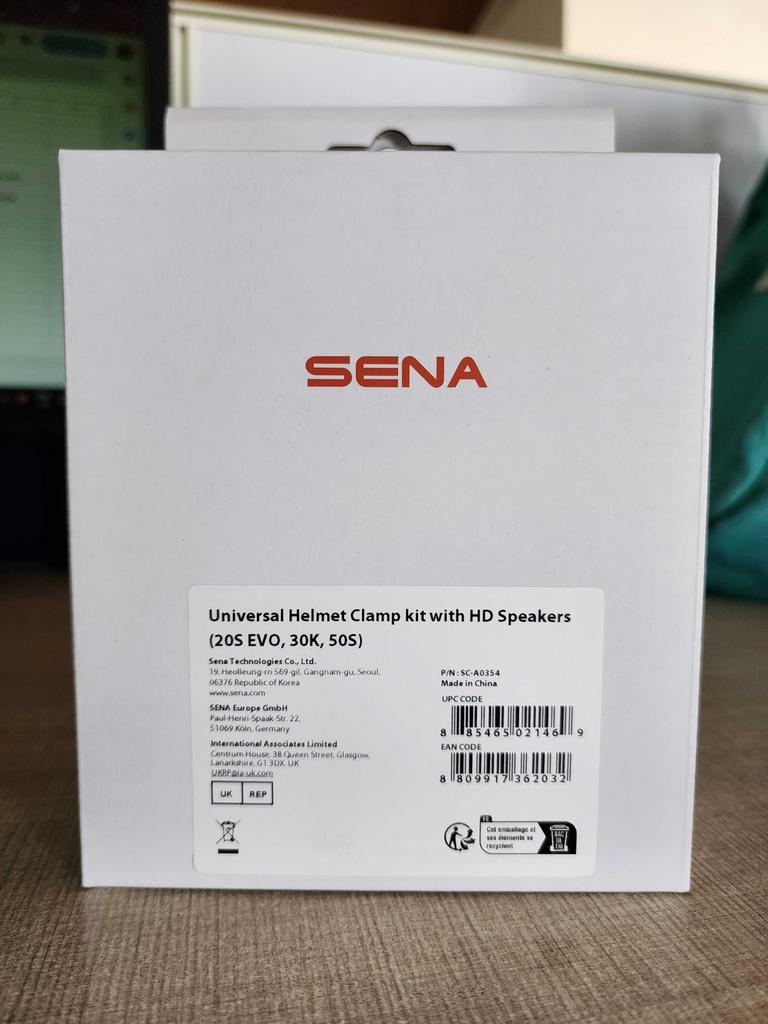 SENA
Universal Helmet Clamp kit with HD Speakers
(20S EVO, 30K, 50S)
Sena Technologies Co., Ltd.
19, Heolleung-ro 569-gil, Gangnam-gu, Seoul,
06376 Republic of Korea
www.sena.com
SENA Europe GmbH
Paul-Henri-Spaak-Str. 22,
51069 Köln, Germany
International Associates Limited
Centrum House, 38 Queen Street, Glasgow,
Lanarkshire, G1 3DX, UK
UKRP@ia-uk.com
UK REP
P/N : SC-A0354
Made in China
UPC CODE
8 85465 02146 9
EAN CODE
8 809917 362032
FR
Cet emballage et
ses éléments se
recyclent
BAC
DE
TRI